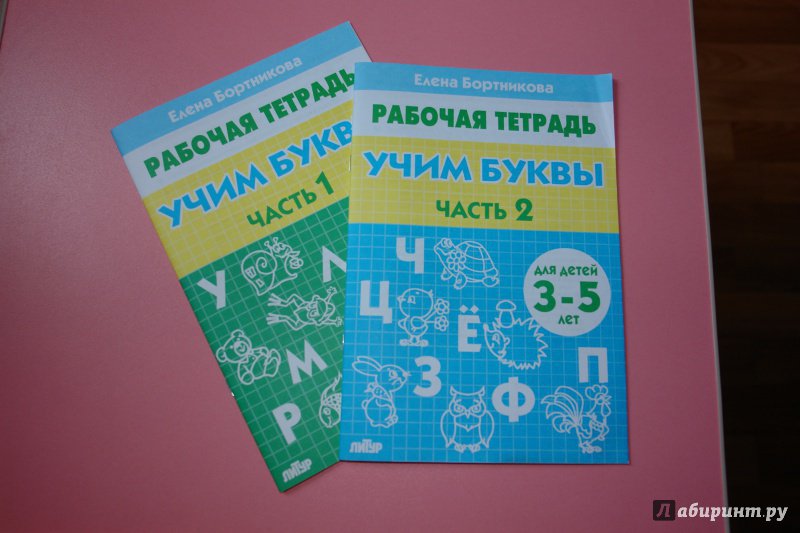 Елена Бортникова
РАБОЧАЯ ТЕТРАДЬ
УЧИМ БУКВ
ЧАСТЬ 1
У
Л
М
Р
ЛИТУР
Елена Бортникова
РАБОЧАЯ ТЕТРАДЬ
УЧИМ БУКВЫ
ЧАСТЬ 2
Ч
для детей
3-5
лет
Ц
Ё
З
П
Ф
ЛИТУР
Лабиринт.ру